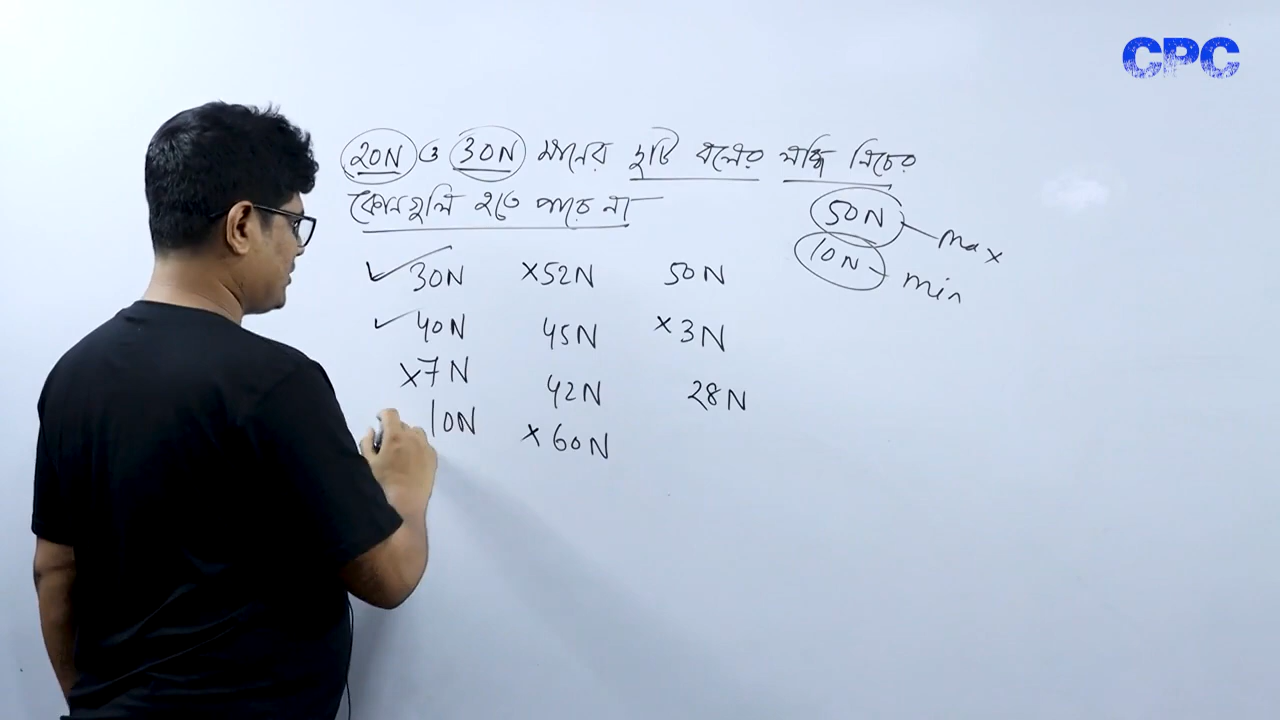 CPC
20N ও 30N মানের দুটি বলের লব্ধি নিচের
কোনগুলি হতে পারে না
50N max
10N min
✓ 30N ×52N 50N
✓ 40N 45N ×3N
×7N 42N 28N
10N ×60N